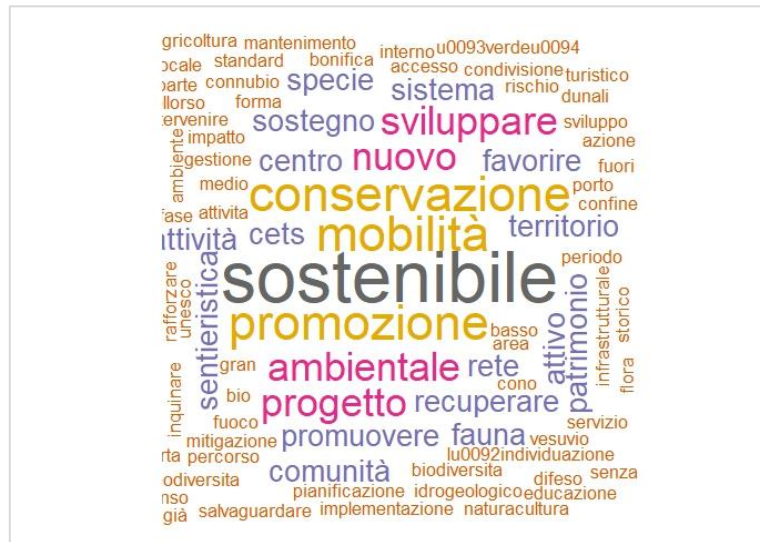 gricoltura mantenimento
interno u0093verdeu0094
ocale standard bonifica accesso condivisione
parte connubio specie sistema rischio turistico
llorso forma dunali
tervenire sostegno sviluppare sviluppo
impatto azione
ambiente gestione centro nuovo favorire fuori
medio conservazione porto
fase attivita confine
ttività cets mobilità territorio
sostenibile periodo
rafforzare unesco sentieristica
promozione basso attivo patrimonio infrastrutturale storico
area
gran ambientale rete cono flora
bio progetto recuperare
inquinare fuoco servizio
mitigazione promuovere fauna vesuvio
rta percorso lu0092individuazione
odiversita comunità biodiversita difeso senza
nso pianificazione idrogeologico educazione
già salvaguardare implementazione naturacultura